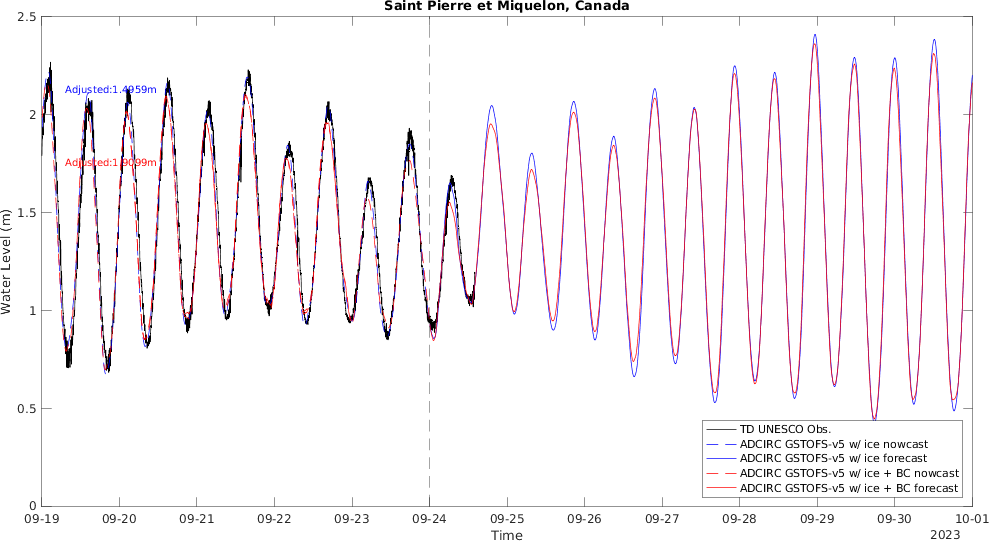 Saint Pierre et Miquelon, Canada
2.5
2
1.5
1
0.5
0
Water Level (m)
Adjusted:1.4959m
Adjusted:1.9099m
TD UNESCO Obs.
ADCIRC GSTOFS-v5 w/ ice nowcast
ADCIRC GSTOFS-v5 w/ ice forecast
ADCIRC GSTOFS-v5 w/ ice + BC nowcast
ADCIRC GSTOFS-v5 w/ ice + BC forecast
09-19 09-20 09-21 09-22 09-23 09-24 09-25 09-26 09-27 09-28 09-29 09-30 10-01
Time
2023